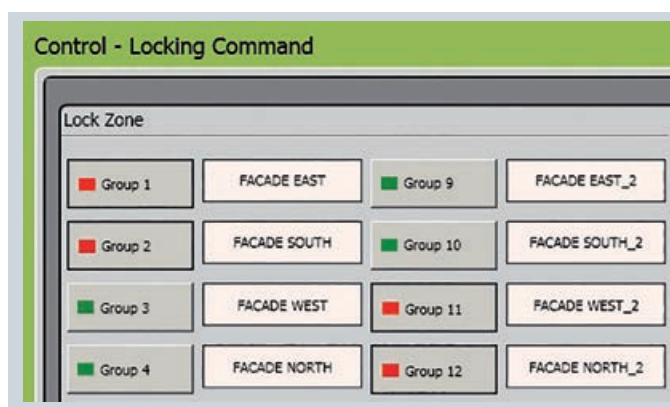 Control - Locking Command
Lock Zone
Group 1 FACADE EAST Group 9 FACADE EAST_2
Group 2 FACADE SOUTH Group 10 FACADE SOUTH_2
Group 3 FACADE WEST Group 11 FACADE WEST_2
Group 4 FACADE NORTH Group 12 FACADE NORTH_2